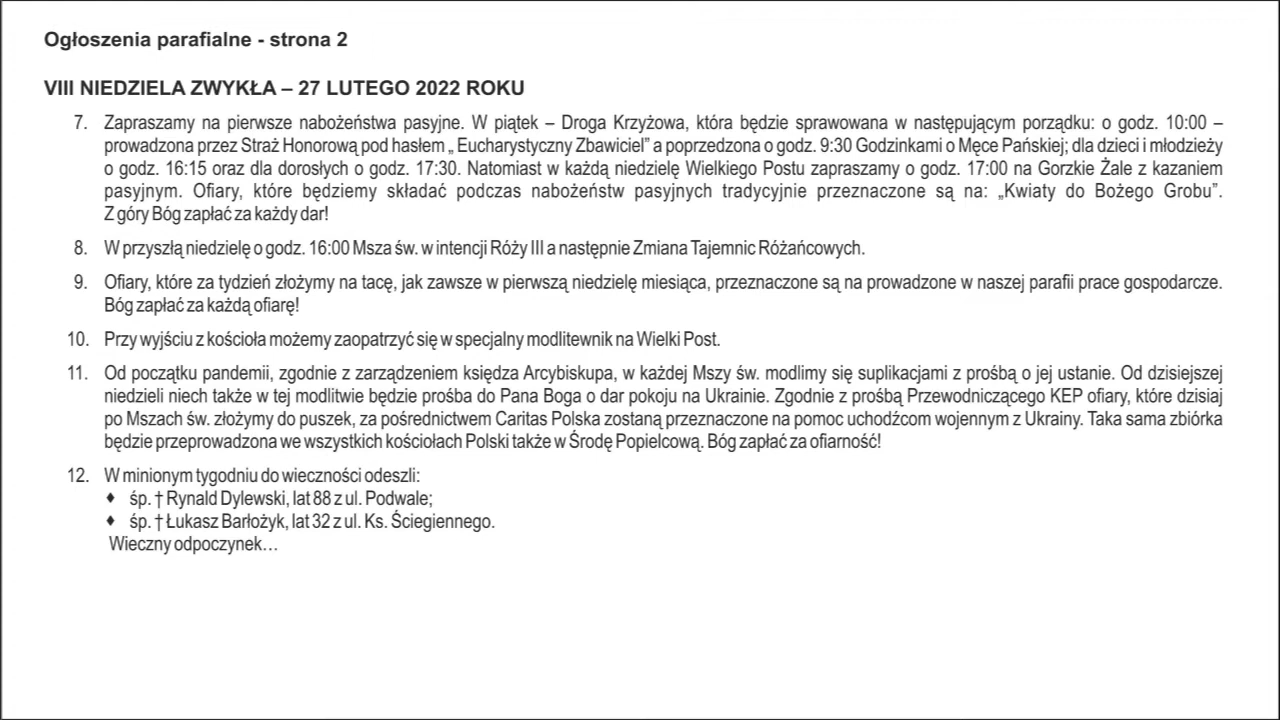 Ogłoszenia parafialne - strona 2
VIII NIEDZIELA ZWYKŁA – 27 LUTEGO 2022 ROKU
7. Zapraszamy na pierwsze nabożeństwa pasyjne. W piątek – Droga Krzyżowa, która będzie sprawowana w następującym porządku: o godz. 10:00 –
prowadzona przez Straż Honorową pod hasłem „ Eucharystyczny Zbawiciel” a poprzedzona o godz. 9:30 Godzinkami o Męce Pańskiej; dla dzieci i młodzieży
o godz. 16:15 oraz dla dorosłych o godz. 17:30. Natomiast w każdą niedzielę Wielkiego Postu zapraszamy o godz. 17:00 na Gorzkie Żale z kazaniem
pasyjnym. Ofiary, które będziemy składać podczas nabożeństw pasyjnych tradycyjnie przeznaczone są na: „Kwiaty do Bożego Grobu”.
Z góry Bóg zapłać za każdy dar!
8. W przyszłą niedzielę o godz. 16:00 Msza św. w intencji Róży III a następnie Zmiana Tajemnic Różańcowych.
9. Ofiary, które za tydzień złożymy na tacę, jak zawsze w pierwszą niedzielę miesiąca, przeznaczone są na prowadzone w naszej parafii prace gospodarcze.
Bóg zapłać za każdą ofiarę!
10. Przy wyjściu z kościoła możemy zaopatrzyć się w specjalny modlitewnik na Wielki Post.
11. Od początku pandemii, zgodnie z zarządzeniem księdza Arcybiskupa, w każdej Mszy św. modlimy się suplikacjami z prośbą o jej ustanie. Od dzisiejszej
niedzieli niech także w tej modlitwie będzie prośba do Pana Boga o dar pokoju na Ukrainie. Zgodnie z prośbą Przewodniczącego KEP ofiary, które dzisiaj
po Mszach św. złożymy do puszek, za pośrednictwem Caritas Polska zostaną przeznaczone na pomoc uchodźcom wojennym z Ukrainy. Taka sama zbiórka
będzie przeprowadzona we wszystkich kościołach Polski także w Środę Popielcową. Bóg zapłać za ofiarność!
12. W minionym tygodniu do wieczności odeszli:
♦ śp. † Rynald Dylewski, lat 88 z ul. Podwale;
♦ śp. † Łukasz Barłożyk, lat 32 z ul. Ks. Ściegiennego.
Wieczny odpoczynek…